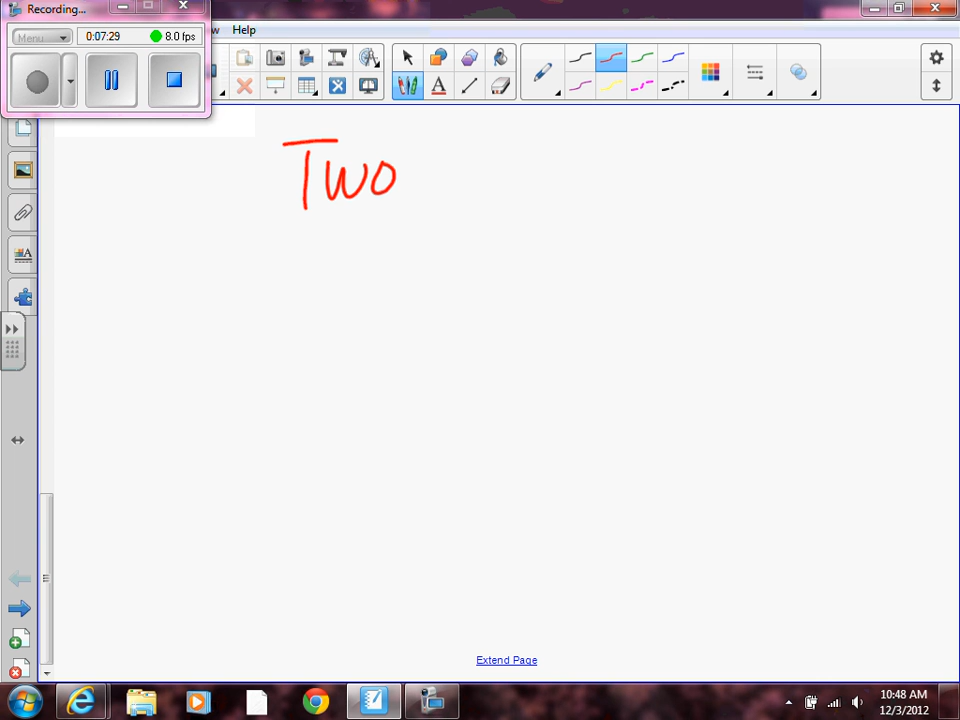 Recording...
Menu
0:07:29
8.0 fps
w
Help
Two
Extend Page
10:48 AM
12/3/2012